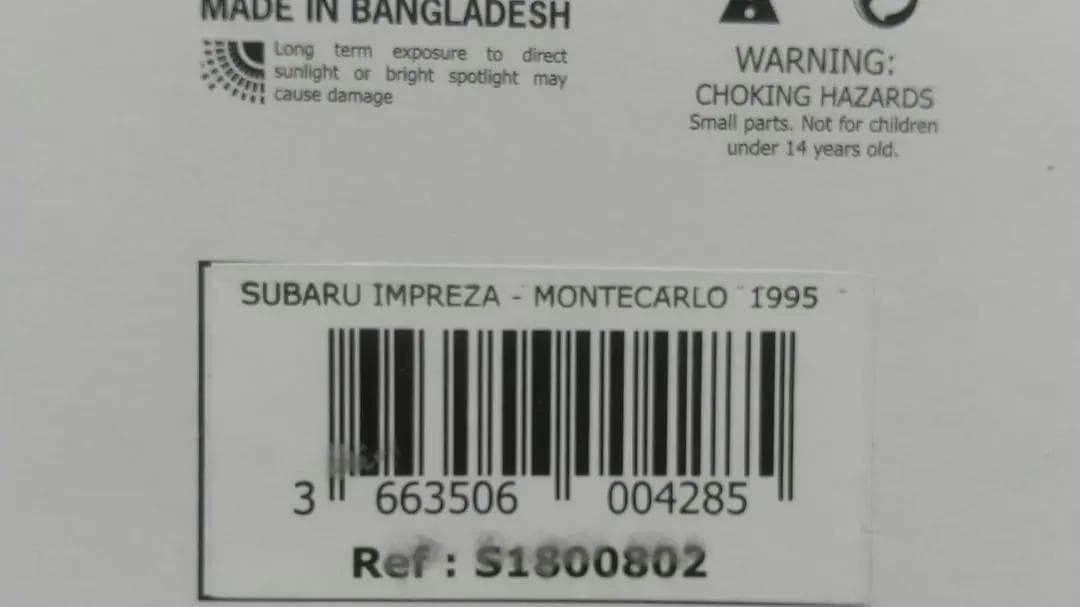 MADE IN BANGLADESH
Long term exposure to direct
sunlight or bright spotlight may
cause damage
WARNING:
CHOKING HAZARDS
Small parts. Not for children
under 14 years old.
SUBARU IMPREZA - MONTECARLO 1995
3 663506 004285
Ref : S1800802